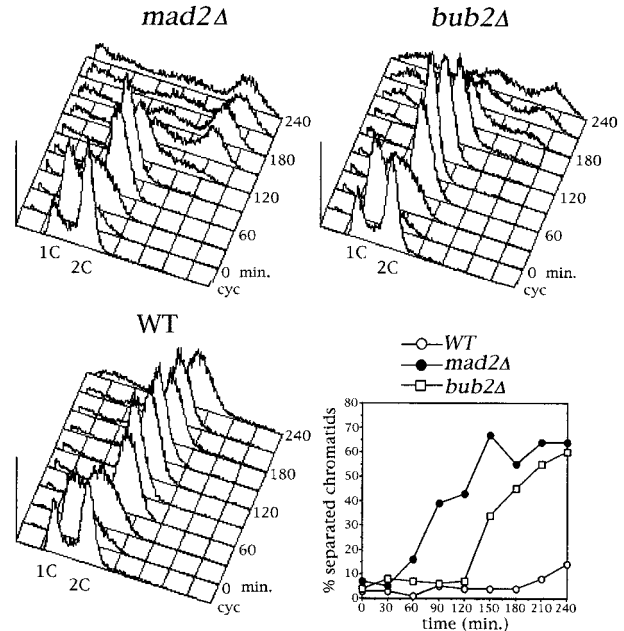 mad2Δ
240
180
120
60
0 min.
cyc
1C
2C
bub2Δ
240
180
120
60
0 min.
cyc
1C
2C
WT
240
180
120
60
0 min.
cyc
1C
2C
WT
mad2Δ
bub2Δ
% separated chromatids
80
70
60
50
40
30
20
10
0
0 30 60 90 120 150 180 210 240
time (min.)